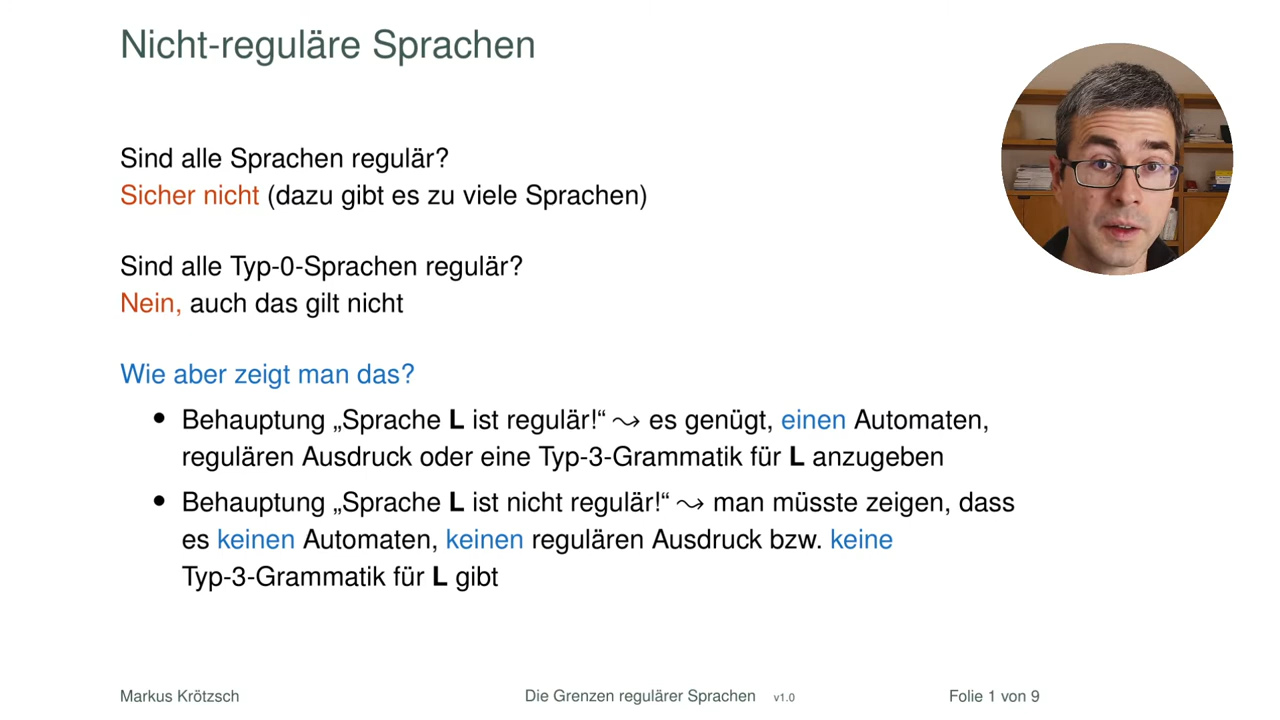 Nicht-reguläre Sprachen
Sind alle Sprachen regulär?
Sicher nicht (dazu gibt es zu viele Sprachen)
Sind alle Typ-0-Sprachen regulär?
Nein, auch das gilt nicht
Wie aber zeigt man das?
• Behauptung „Sprache L ist regulär!“ ⤳ es genügt, einen Automaten,
regulären Ausdruck oder eine Typ-3-Grammatik für L anzugeben
• Behauptung „Sprache L ist nicht regulär!“ ⤳ man müsste zeigen, dass
es keinen Automaten, keinen regulären Ausdruck bzw. keine
Typ-3-Grammatik für L gibt
Markus Krötzsch Die Grenzen regulärer Sprachen v1.0 Folie 1 von 9